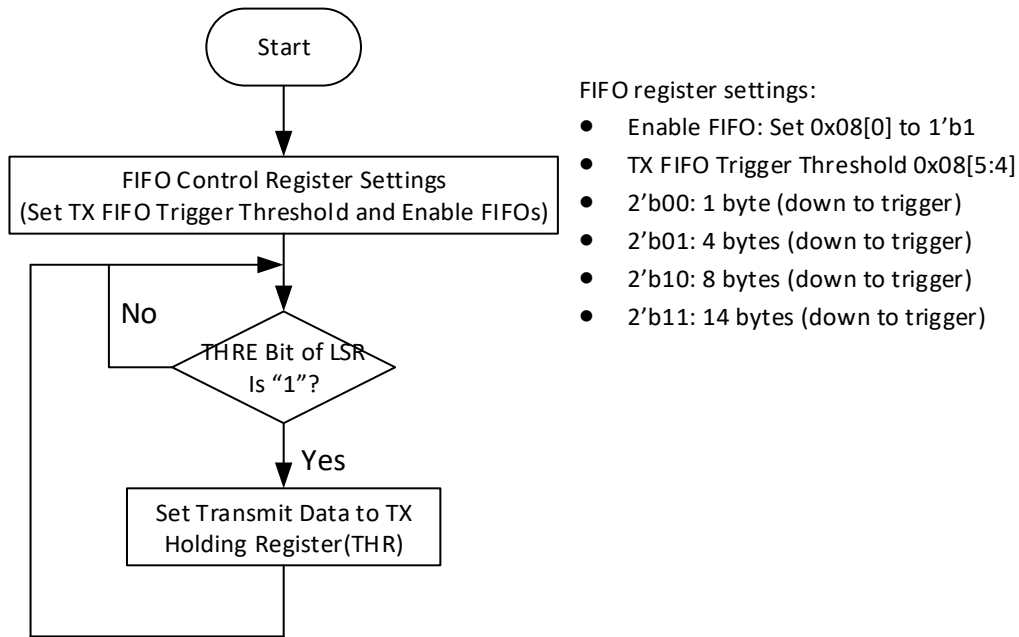 Start
FIFO Control Register Settings
(Set TX FIFO Trigger Threshold and Enable FIFOs)
No
THRE Bit of LSR
Is “1”?
Yes
Set Transmit Data to TX
Holding Register(THR)
FIFO register settings:
● Enable FIFO: Set 0x08[0] to 1’b1
● TX FIFO Trigger Threshold 0x08[5:4]
● 2’b00: 1 byte (down to trigger)
● 2’b01: 4 bytes (down to trigger)
● 2’b10: 8 bytes (down to trigger)
● 2’b11: 14 bytes (down to trigger)